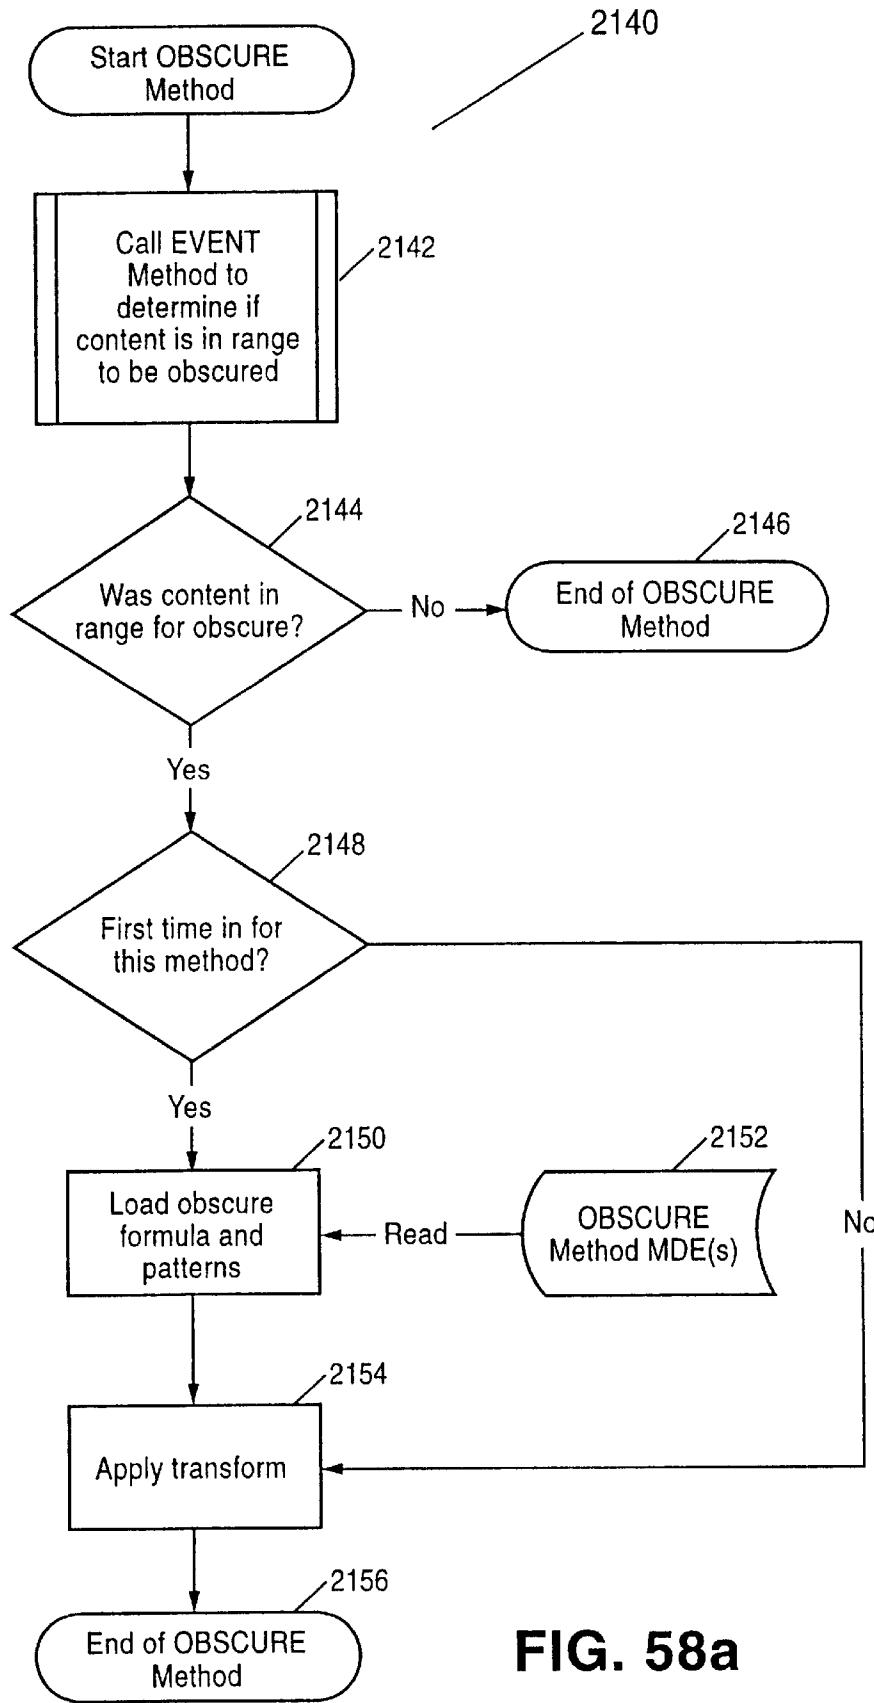 2140
Start OBSCURE
Method
Call EVENT
Method to
determine if
content is in range
to be obscured
2142
2144
Was content in
range for obscure?
No
2146
End of OBSCURE
Method
Yes
2148
First time in for
this method?
No
Yes
2150
Load obscure
formula and
patterns
Read
2152
OBSCURE
Method MDE(s)
2154
Apply transform
2156
End of OBSCURE
Method
FIG. 58a